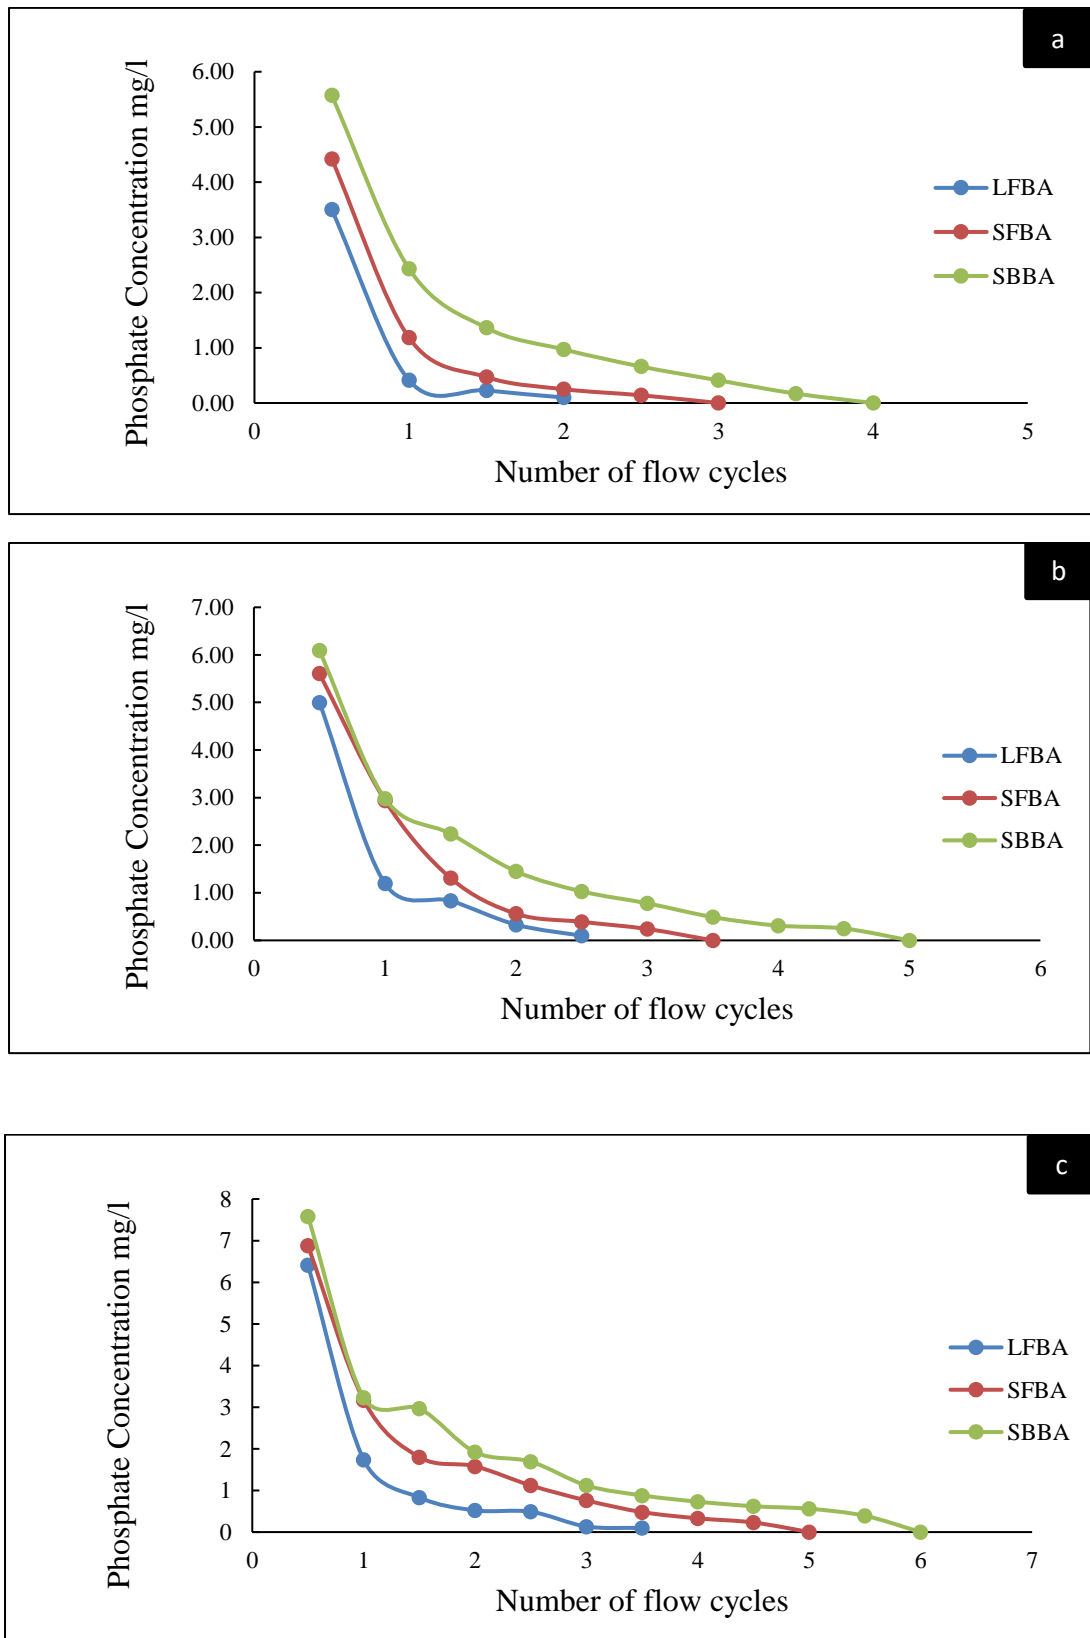 a
Phosphate Concentration mg/l
6.00
5.00
4.00
3.00
2.00
1.00
0.00
0 1 2 3 4 5
Number of flow cycles
LFBA
SFBA
SBBA
b
Phosphate Concentration mg/l
7.00
6.00
5.00
4.00
3.00
2.00
1.00
0.00
0 1 2 3 4 5 6
Number of flow cycles
LFBA
SFBA
SBBA
c
Phosphate Concentration mg/l
8
7
6
5
4
3
2
1
0
0 1 2 3 4 5 6 7
Number of flow cycles
LFBA
SFBA
SBBA